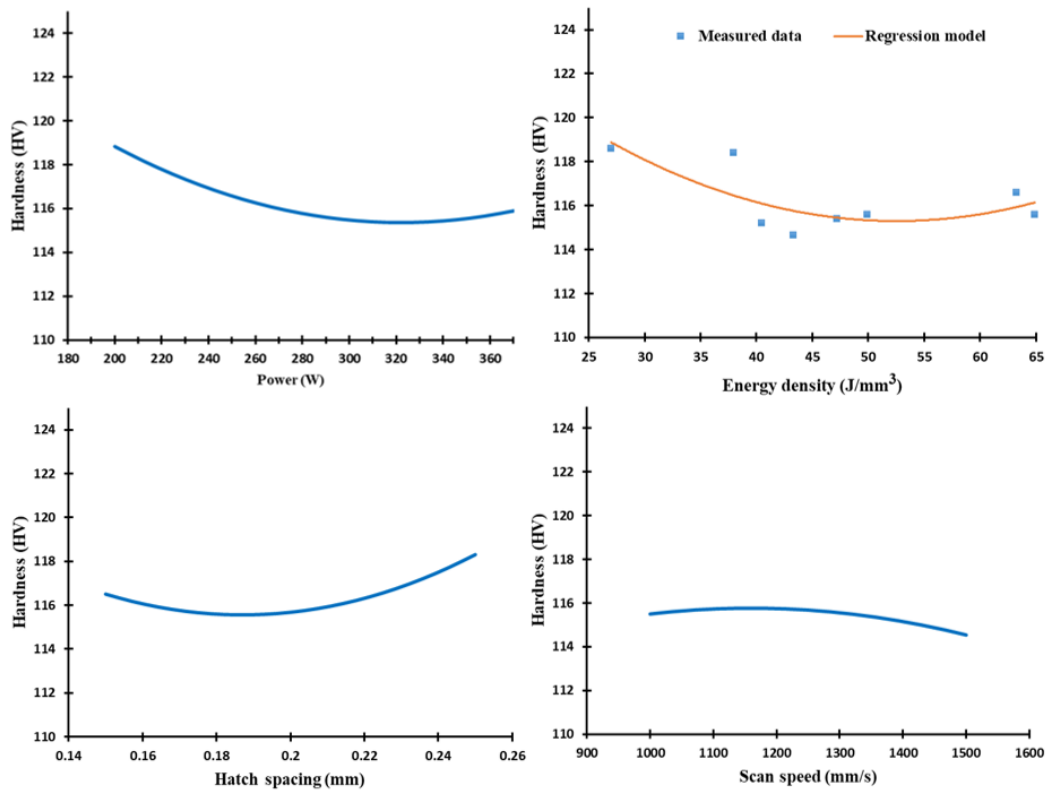 Hardness (HV)
124
122
120
118
116
114
112
110
180 200 220 240 260 280 300 320 340 360
Power (W)
Measured data Regression model
Hardness (HV)
124
122
120
118
116
114
112
110
25 30 35 40 45 50 55 60 65
Energy density (J/mm³)
Hardness (HV)
124
122
120
118
116
114
112
110
0.14 0.16 0.18 0.2 0.22 0.24 0.26
Hatch spacing (mm)
Hardness (HV)
124
122
120
118
116
114
112
110
900 1000 1100 1200 1300 1400 1500 1600
Scan speed (mm/s)